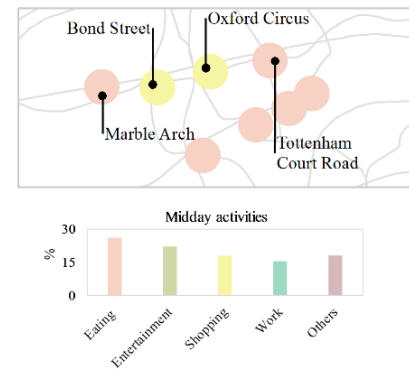 Oxford Circus
Bond Street
Marble Arch
Tottenham
Court Road
Midday activities
30
%
15
0
Eating
Entertainment
Shopping
Work
Others